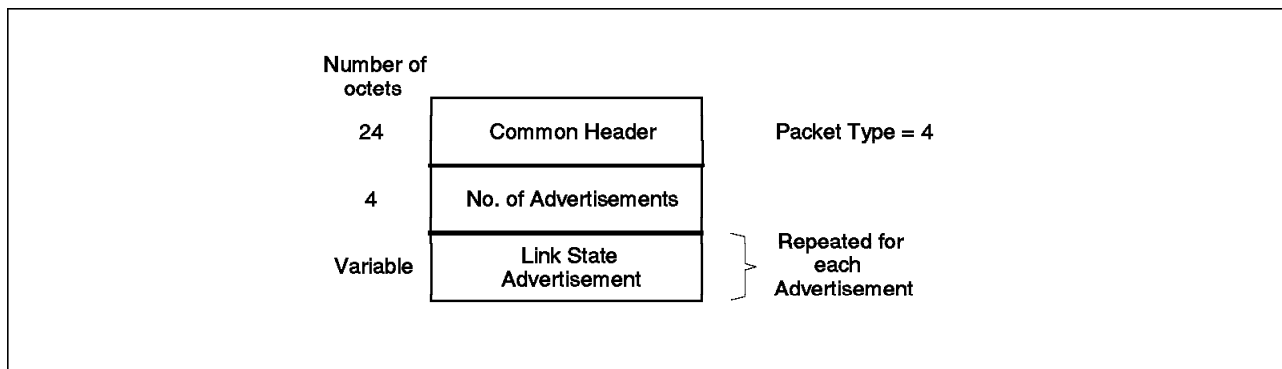 Number of
octets
24
Common Header
Packet Type = 4
4
No. of Advertisements
Variable
Link State
Advertisement
Repeated for
each
Advertisement